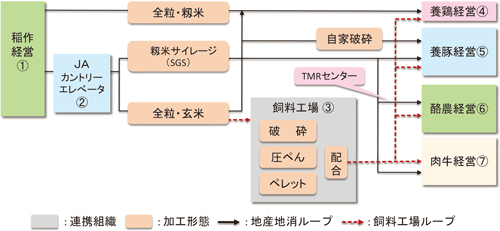 稲作
経営
①
JA
カントリー
エレベータ
②
全粒・籾米
籾米サイレージ
(SGS)
全粒・玄米
自家破砕
TMRセンター
飼料工場 ③
破 砕
圧ぺん
ペレット
配
合
養鶏経営④
養豚経営⑤
酪農経営⑥
肉牛経営⑦
:連携組織
:加工形態
:地産地消ループ
:飼料工場ループ